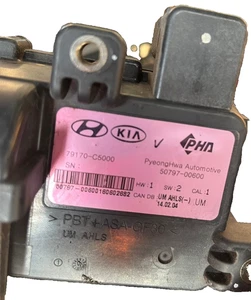 HYUNDAI KIA PHA
79170-C5000 PyeongHwa Automotive
SN 50797-00600
HW : 1 SW : 2 CAL : 1
CAN DB UM AHLS(-) UM
14.02.04
UM AHLS